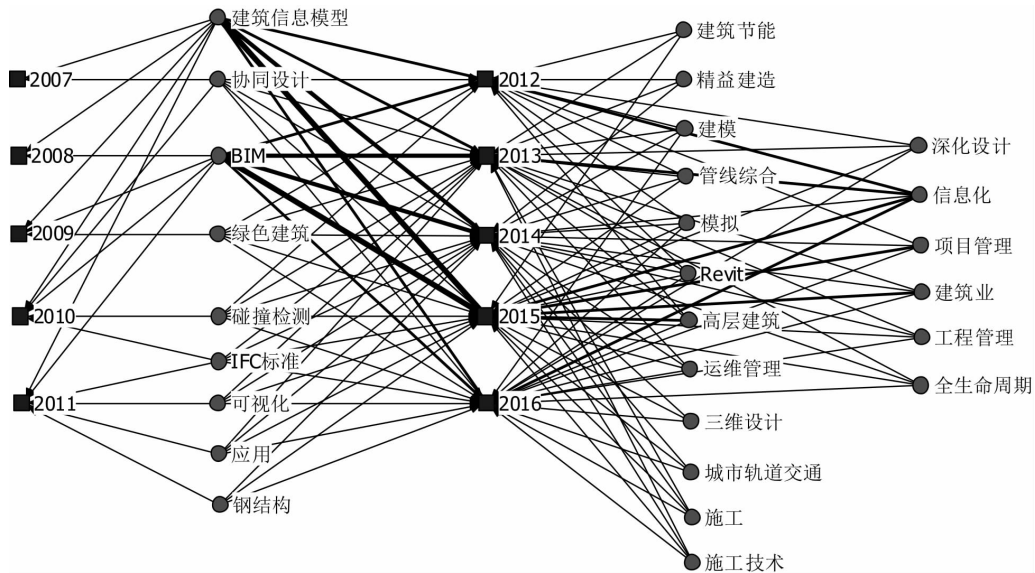 2007
2008
2009
2010
2011
建筑信息模型
协同设计
BIM
绿色建筑
碰撞检测
IFC标准
可视化
应用
钢结构
2012
2013
2014
2015
2016
建筑节能
精益建造
建模
管线综合
模拟
Revit
高层建筑
运维管理
三维设计
城市轨道交通
施工
施工技术
深化设计
信息化
项目管理
建筑业
工程管理
全生命周期